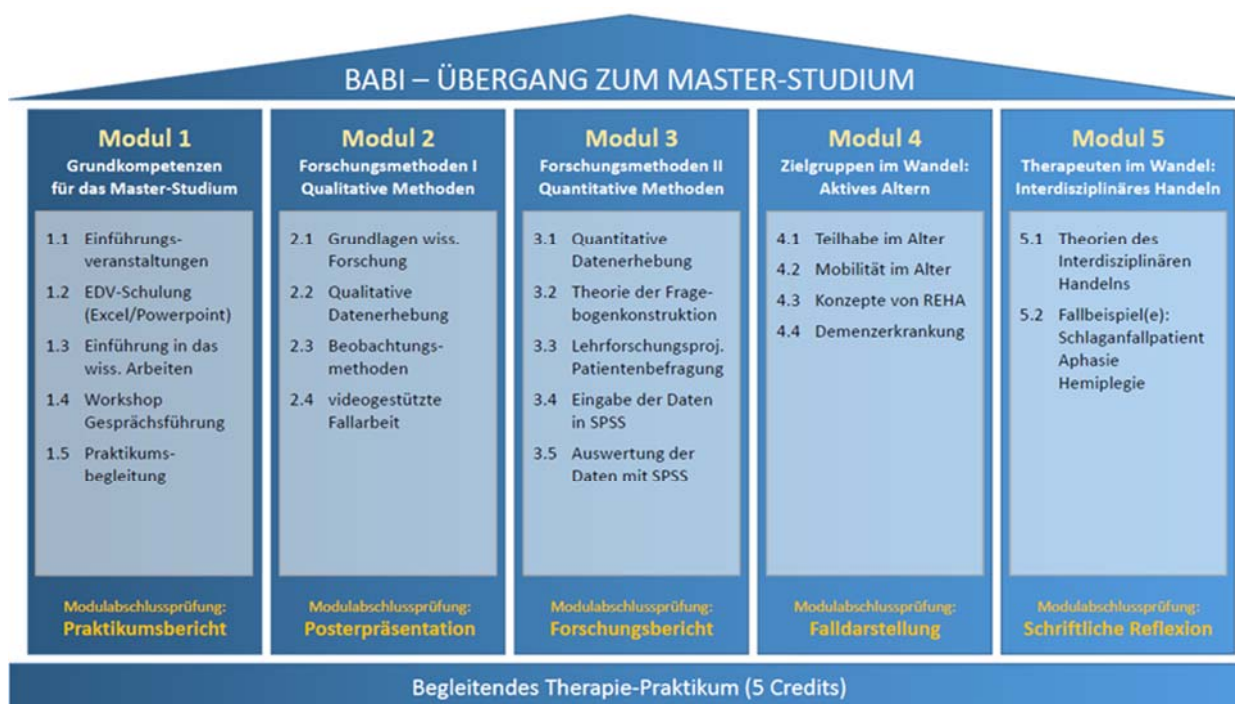 BABI – ÜBERGANG ZUM MASTER-STUDIUM
Modul 1
Grundkompetenzen
für das Master-Studium
1.1 Einführungs-
veranstaltungen
1.2 EDV-Schulung
(Excel/Powerpoint)
1.3 Einführung in das
wiss. Arbeiten
1.4 Workshop
Gesprächsführung
1.5 Praktikums-
begleitung
Modulabschlussprüfung:
Praktikumsbericht
Modul 2
Forschungsmethoden I
Qualitative Methoden
2.1 Grundlagen wiss.
Forschung
2.2 Qualitative
Datenerhebung
2.3 Beobachtungs-
methoden
2.4 videogestützte
Fallarbeit
Modulabschlussprüfung:
Posterpräsentation
Modul 3
Forschungsmethoden II
Quantitative Methoden
3.1 Quantitative
Datenerhebung
3.2 Theorie der Frage-
bogenkonstruktion
3.3 Lehrforschungsproj.
Patientenbefragung
3.4 Eingabe der Daten
in SPSS
3.5 Auswertung der
Daten mit SPSS
Modulabschlussprüfung:
Forschungsbericht
Modul 4
Zielgruppen im Wandel:
Aktives Altern
4.1 Teilhabe im Alter
4.2 Mobilität im Alter
4.3 Konzepte von REHA
4.4 Demenzerkrankung
Modulabschlussprüfung:
Falldarstellung
Modul 5
Therapeuten im Wandel:
Interdisziplinäres Handeln
5.1 Theorien des
Interdisziplinären
Handelns
5.2 Fallbeispiel(e):
Schlaganfallpatient
Aphasie
Hemiplegie
Modulabschlussprüfung:
Schriftliche Reflexion
Begleitendes Therapie-Praktikum (5 Credits)